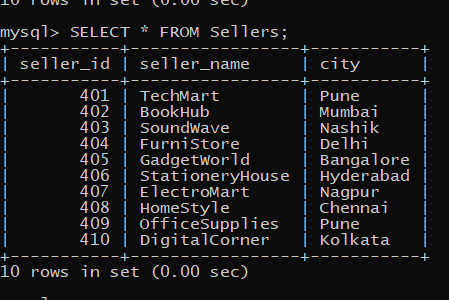 10 rows in set (0.00 sec)
mysql> SELECT * FROM Sellers;
+-----------+-----------------+-----------+
| seller_id | seller_name     | city      |
+-----------+-----------------+-----------+
|       401 | TechMart        | Pune      |
|       402 | BookHub         | Mumbai    |
|       403 | SoundWave       | Nashik    |
|       404 | FurniStore      | Delhi     |
|       405 | GadgetWorld     | Bangalore |
|       406 | StationeryHouse | Hyderabad |
|       407 | ElectroMart     | Nagpur    |
|       408 | HomeStyle       | Chennai   |
|       409 | OfficeSupplies  | Pune      |
|       410 | DigitalCorner   | Kolkata   |
+-----------+-----------------+-----------+
10 rows in set (0.00 sec)